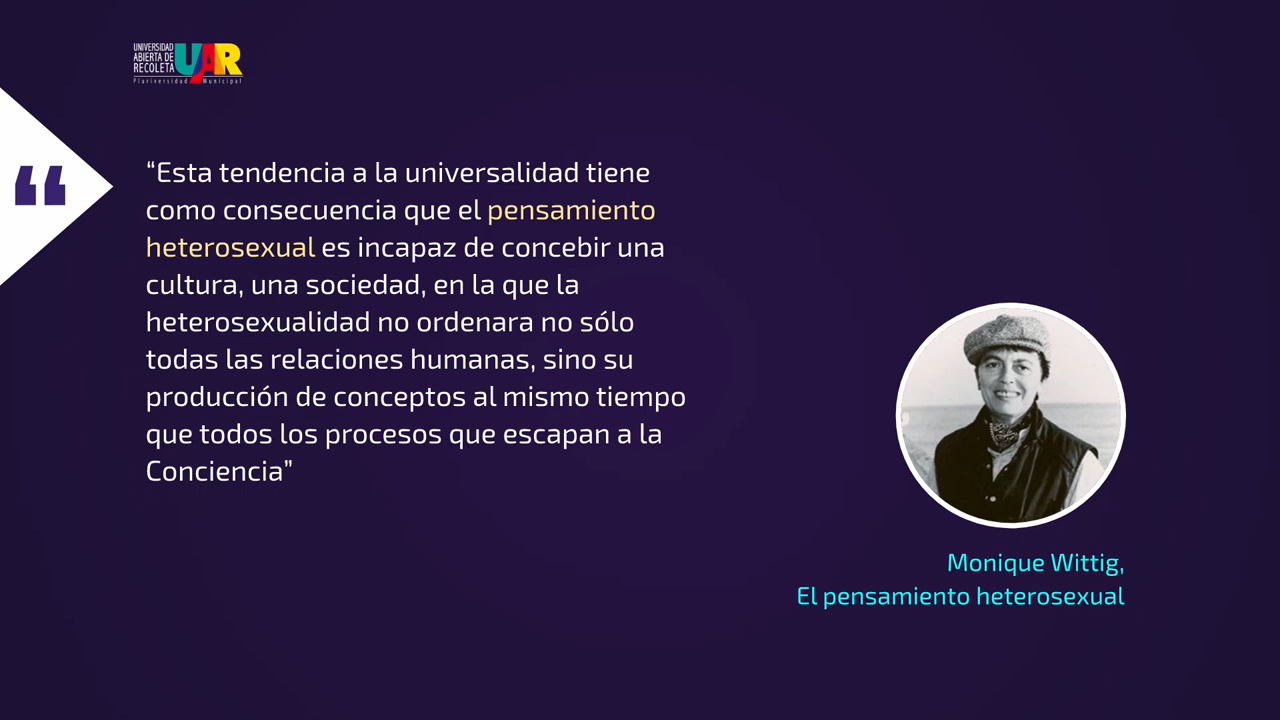 UNIVERSIDAD
ABIERTA DE
RECOLETA
UAR
Pluriversidad Municipal
“
“Esta tendencia a la universalidad tiene
como consecuencia que el pensamiento
heterosexual es incapaz de concebir una
cultura, una sociedad, en la que la
heterosexualidad no ordenara no sólo
todas las relaciones humanas, sino su
producción de conceptos al mismo tiempo
que todos los procesos que escapan a la
Conciencia”
Monique Wittig,
El pensamiento heterosexual